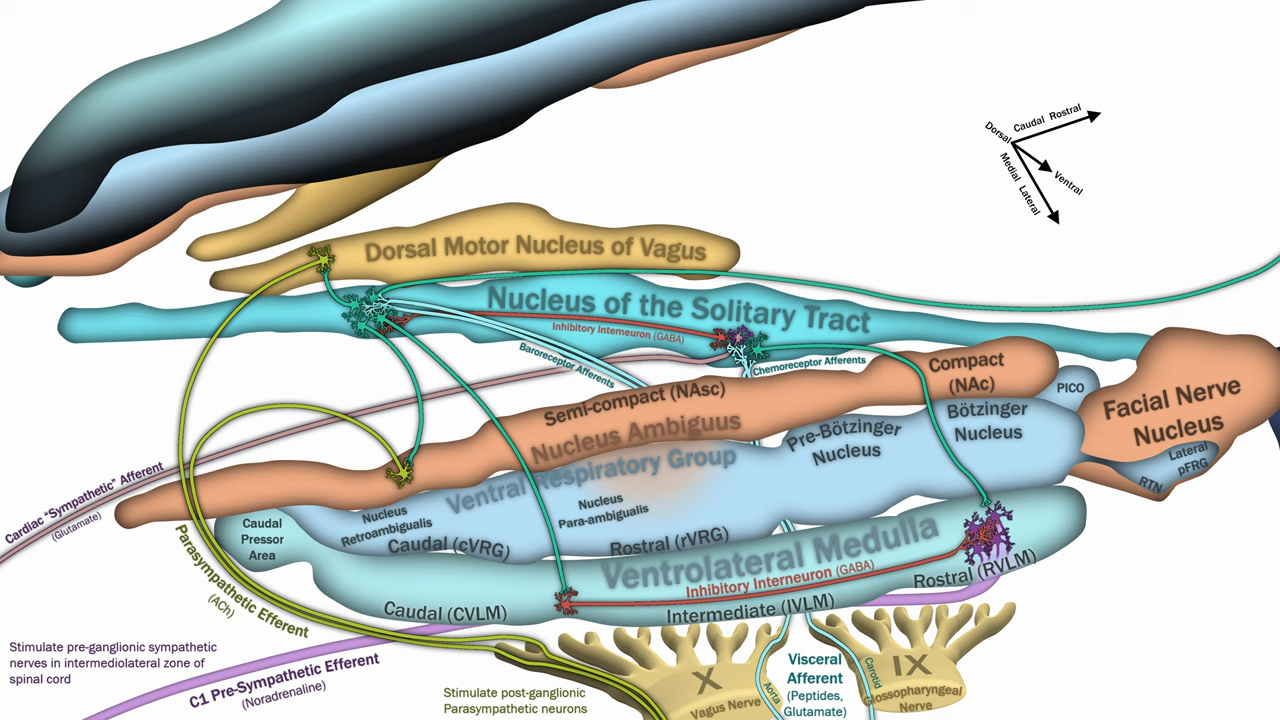 Caudal Rostral
Dorsal
Medial Lateral
Ventral
Dorsal Motor Nucleus of Vagus
Nucleus of the Solitary Tract
Inhibitory Interneuron (GABA)
Baroreceptor Afferents
Chemoreceptor Afferents
Compact
(NAc)
PICO
Semi-compact (NAsc)
Nucleus Ambiguus
Facial Nerve
Nucleus
Bötzinger
Nucleus
Pre-Bötzinger
Nucleus
Lateral
pFRG
RTN
Ventral Respiratory Group
Cardiac "Sympathetic" Afferent
(Glutamate)
Nucleus
Retroambigualis
Nucleus
Para-ambigualis
Caudal
Pressor
Area
Caudal (cVRG)
Rostral (rVRG)
Ventrolateral Medulla
Inhibitory Interneuron (GABA)
Rostral (RVLM)
Caudal (CVLM)
Intermediate (IVLM)
Parasympathetic Efferent
(ACh)
Stimulate pre-ganglionic sympathetic
nerves in intermediolateral zone of
spinal cord
C1 Pre-Sympathetic Efferent
(Noradrenaline)
Stimulate post-ganglionic
Parasympathetic neurons
X
Vagus Nerve
Aorta
Visceral
Afferent
(Peptides,
Glutamate)
Carotid
IX
Glossopharyngeal
Nerve